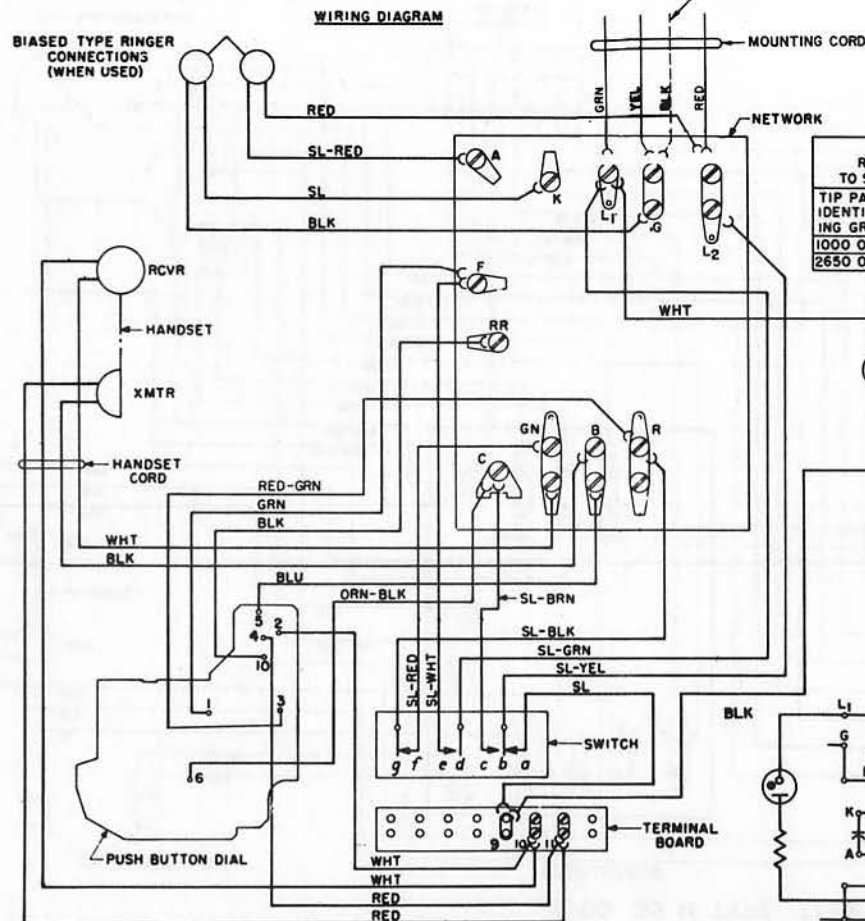 WIRING DIAGRAM
BIASED TYPE RINGER
CONNECTIONS
(WHEN USED)
MOUNTING CORD
GRN
YEL
BLK
RED
RED
NETWORK
SL-RED
A
SL
K
BLK
L1
G
L2
R
TO S
TIP PA
IDENTI
ING GR
1000 O
2650 O
RCVR
F
WHT
HANDSET
RR
XMTR
GN
B
R
HANDSET
CORD
C
RED-GRN
GRN
BLK
WHT
BLK
BLU
ORN-BLK
SL-BRN
5
4
2
SL-BLK
SL-GRN
10
SL-YEL
SL-RED
SL-WHT
SL
1
3
BLK
L1
SWITCH
G
g f e d c b a
6
K
TERMINAL
BOARD
9
10
11
A
PUSH BUTTON DIAL
WHT
WHT
RED
RED